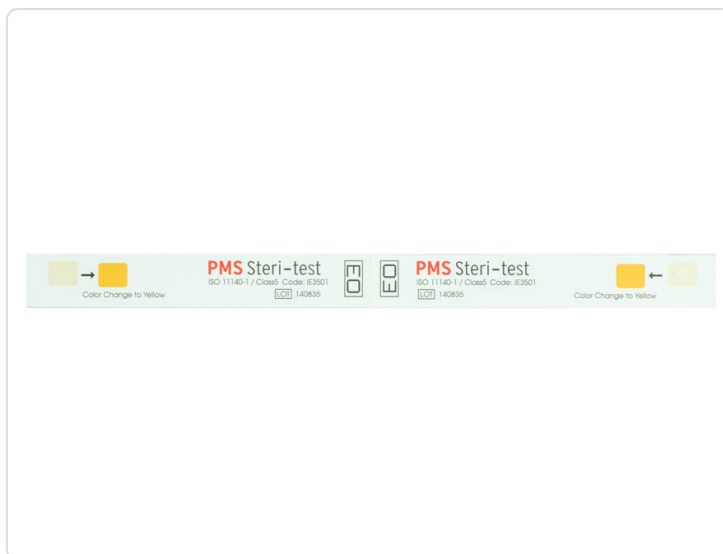 PMS Steri-test
ISO 11140-1 / Class5 Code: IE3501
LOT 140835
Color Change to Yellow
EO
EO
PMS Steri-test
ISO 11140-1 / Class5 Code: IE3501
LOT 140835
Color Change to Yellow